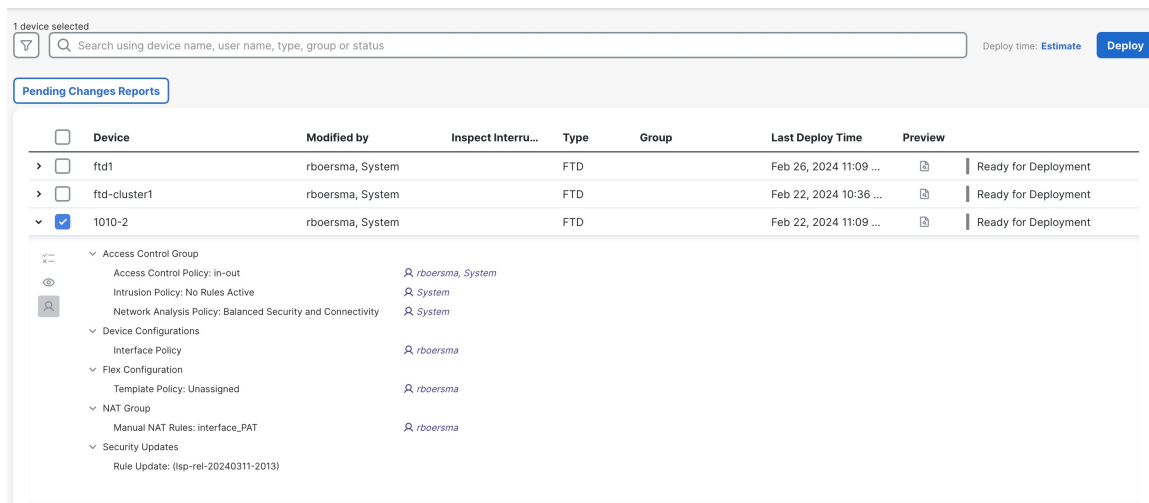 1 device selected
Search using device name, user name, type, group or status
Deploy time: Estimate
Deploy
Pending Changes Reports
Device Modified by Inspect Interru... Type Group Last Deploy Time Preview
ftd1 rboersma, System FTD Feb 26, 2024 11:09 ... Ready for Deployment
ftd-cluster1 rboersma, System FTD Feb 22, 2024 10:36 ... Ready for Deployment
1010-2 rboersma, System FTD Feb 22, 2024 11:09 ... Ready for Deployment
Access Control Group
Access Control Policy: in-out rboersma, System
Intrusion Policy: No Rules Active System
Network Analysis Policy: Balanced Security and Connectivity System
Device Configurations
Interface Policy rboersma
Flex Configuration
Template Policy: Unassigned rboersma
NAT Group
Manual NAT Rules: interface_PAT rboersma
Security Updates
Rule Update: (lsp-rel-20240311-2013)